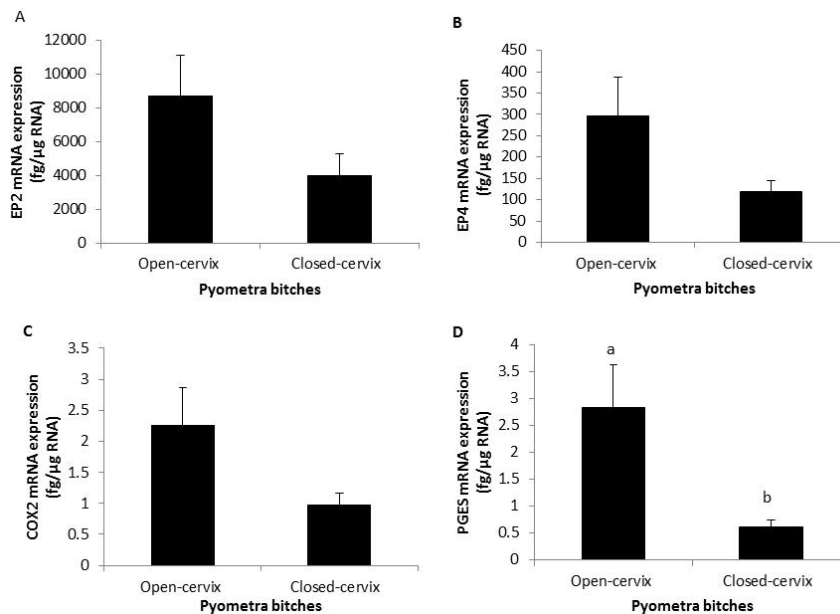 A
EP2 mRNA expression
(fg/µg RNA)
12000
10000
8000
6000
4000
2000
0
Open-cervix
Closed-cervix
Pyometra bitches
B
EP4 mRNA expression
(fg/µg RNA)
450
400
350
300
250
200
150
100
50
0
Open-cervix
Closed-cervix
Pyometra bitches
C
COX2 mRNA expression
(fg/µg RNA)
3.5
3
2.5
2
1.5
1
0.5
0
Open-cervix
Closed-cervix
Pyometra bitches
D
PGES mRNA expression
(fg/µg RNA)
4
3.5
3
2.5
2
1.5
1
0.5
0
a
b
Open-cervix
Closed-cervix
Pyometra bitches